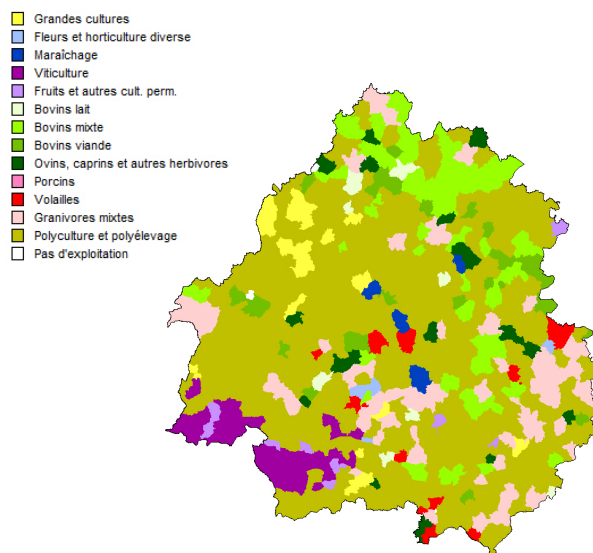 Grandes cultures
Fleurs et horticulture diverse
Maraîchage
Viticulture
Fruits et autres cult. perm.
Bovins lait
Bovins mixte
Bovins viande
Ovins, caprins et autres herbivores
Porcins
Volailles
Granivores mixtes
Polyculture et polyélevage
Pas d'exploitation